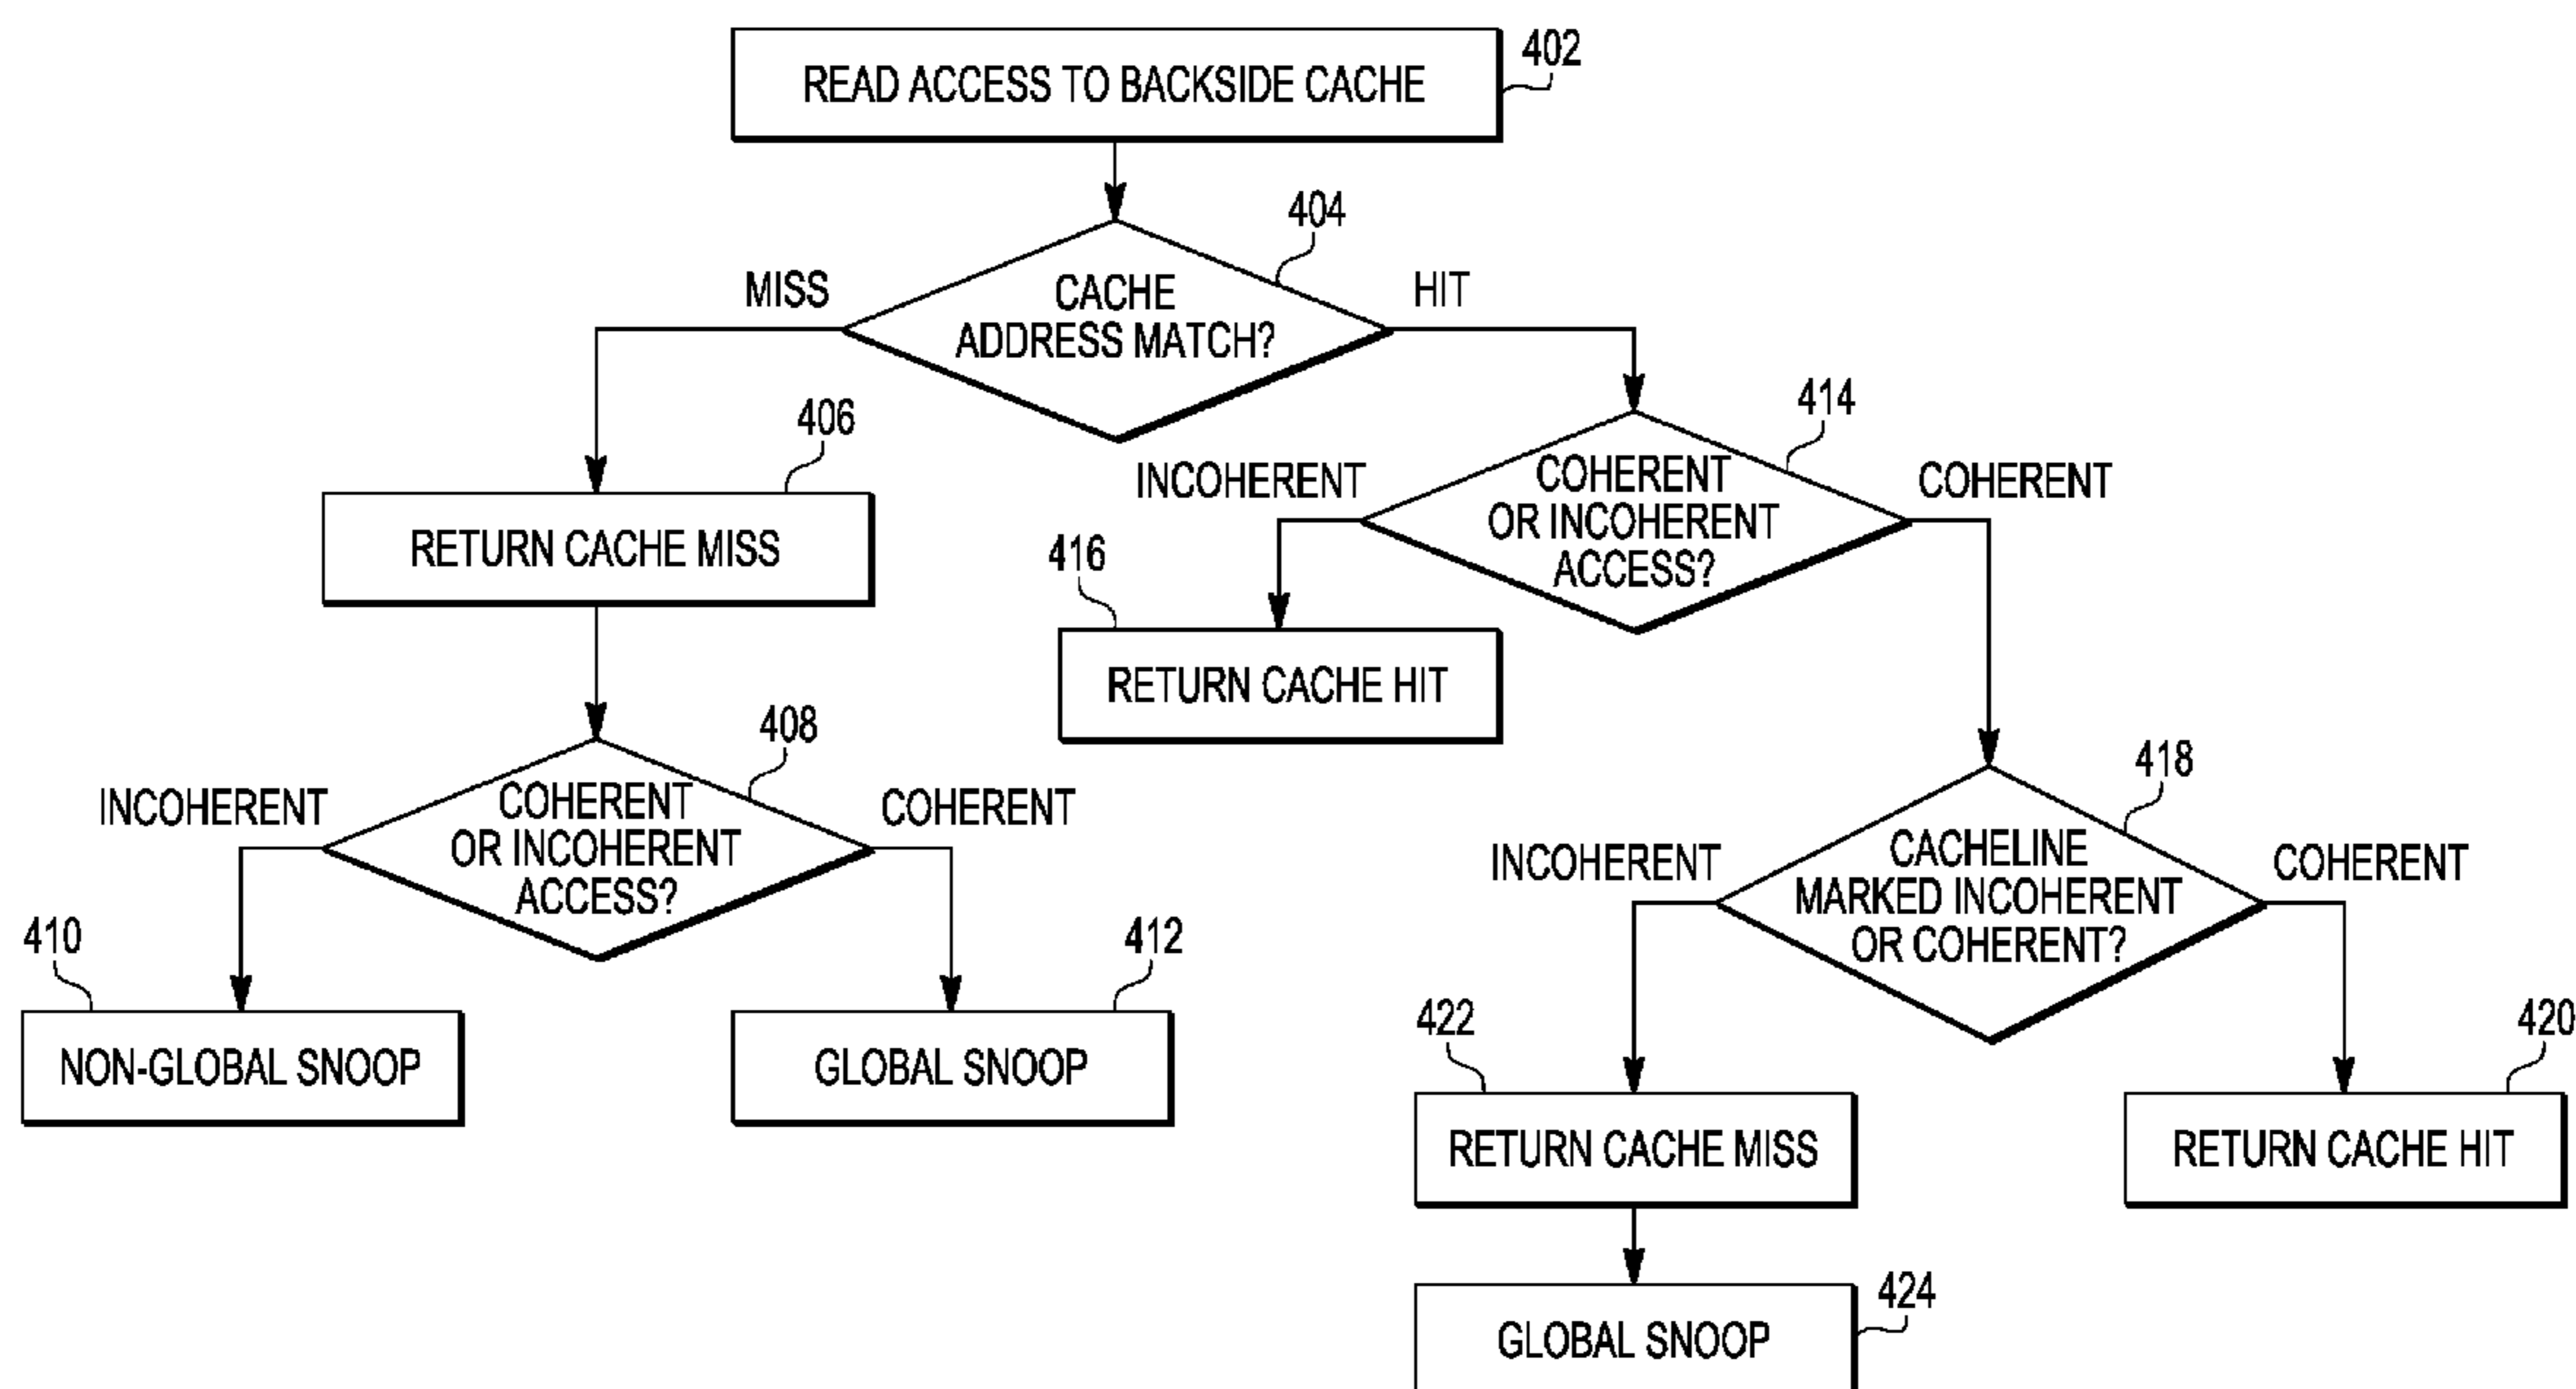 READ ACCESS TO BACKSIDE CACHE
402
404
MISS
CACHE
ADDRESS MATCH?
HIT
406
RETURN CACHE MISS
414
INCOHERENT
COHERENT
OR INCOHERENT
ACCESS?
COHERENT
416
RETURN CACHE HIT
408
INCOHERENT
COHERENT
OR INCOHERENT
ACCESS?
COHERENT
418
INCOHERENT
CACHELINE
MARKED INCOHERENT
OR COHERENT?
COHERENT
410
NON-GLOBAL SNOOP
412
GLOBAL SNOOP
422
RETURN CACHE MISS
420
RETURN CACHE HIT
424
GLOBAL SNOOP